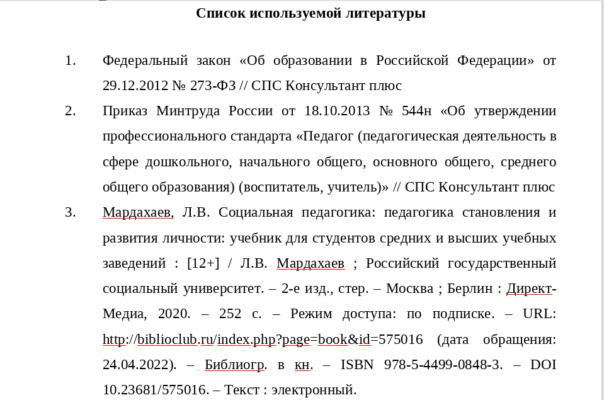 Список используемой литературы
1. Федеральный закон «Об образовании в Российской Федерации» от
29.12.2012 № 273-ФЗ // СПС Консультант плюс
2. Приказ Минтруда России от 18.10.2013 № 544н «Об утверждении
профессионального стандарта «Педагог (педагогическая деятельность в
сфере дошкольного, начального общего, основного общего, среднего
общего образования) (воспитатель, учитель)» // СПС Консультант плюс
3. Мардахаев, Л.В. Социальная педагогика: педагогика становления и
развития личности: учебник для студентов средних и высших учебных
заведений : [12+] / Л.В. Мардахаев ; Российский государственный
социальный университет. – 2-е изд., стер. – Москва ; Берлин : Директ-
Медиа, 2020. – 252 с. – Режим доступа: по подписке. – URL:
http://biblioclub.ru/index.php?page=book&id=575016 (дата обращения:
24.04.2022). – Библиогр. в кн. – ISBN 978-5-4499-0848-3. – DOI
10.23681/575016. – Текст : электронный.